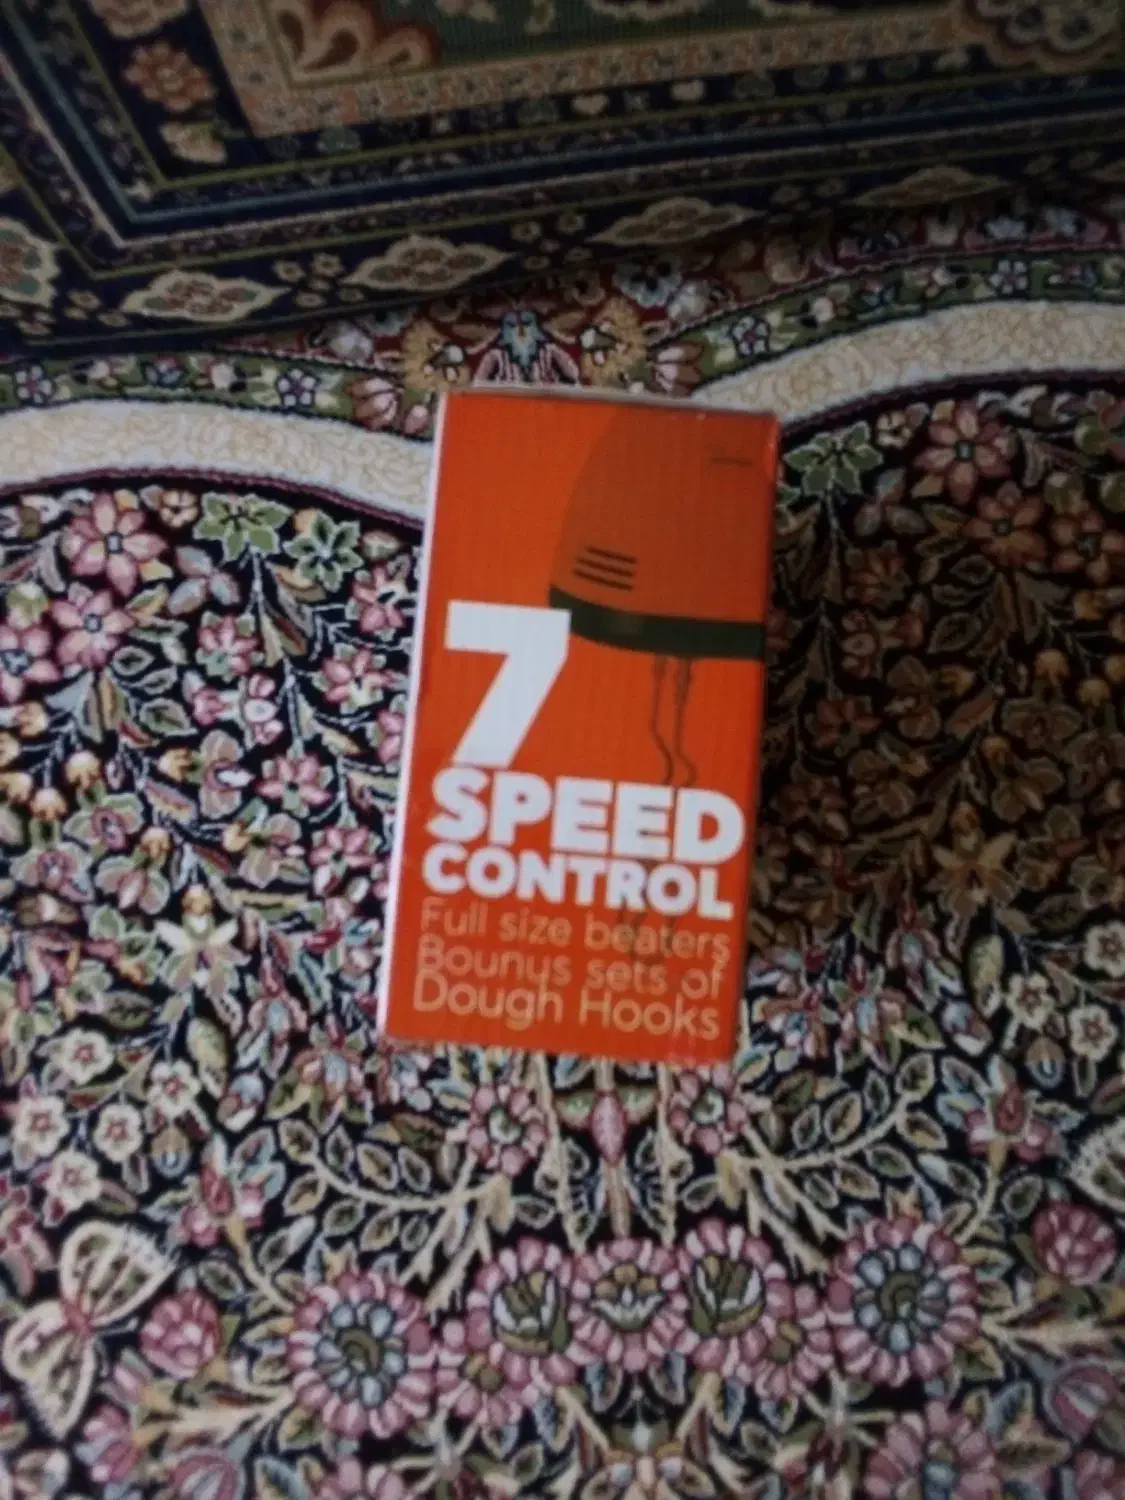 7
SPEED
CONTROL
Full size beaters
Bounus sets of
Dough Hooks